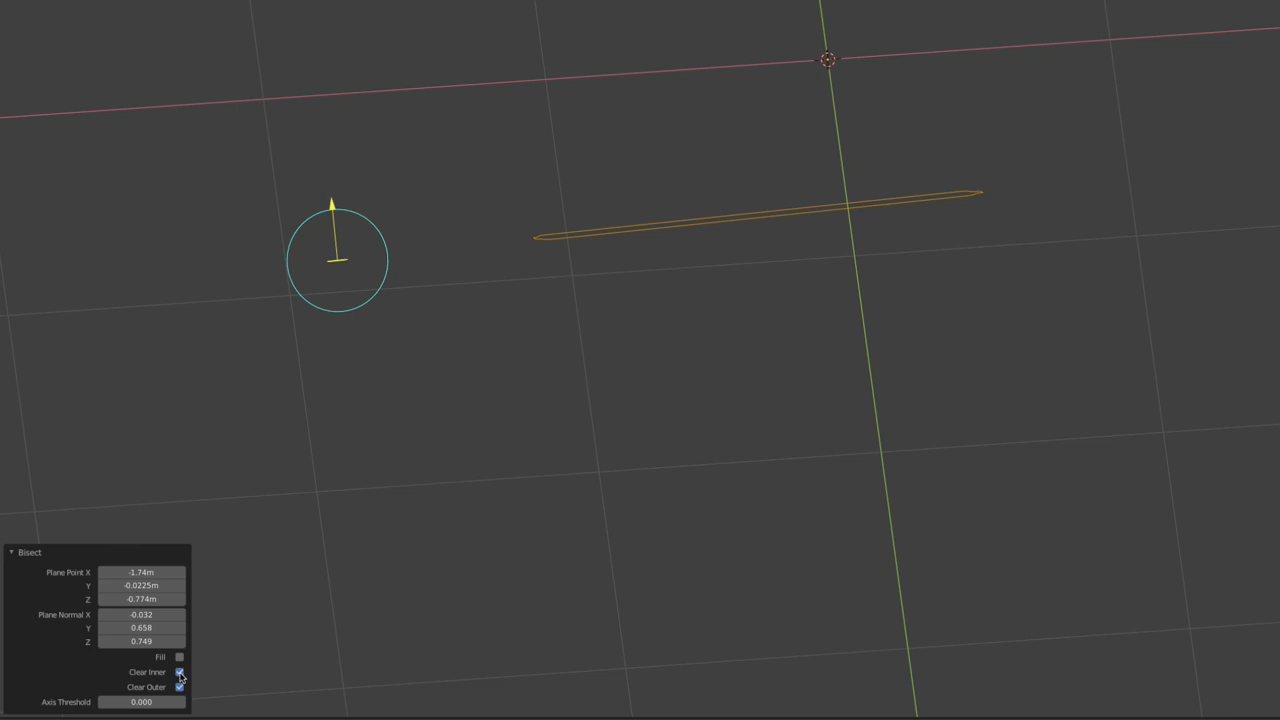 Bisect
Plane Point X -1.74m
Y -0.0225m
Z -0.774m
Plane Normal X -0.032
Y 0.658
Z 0.749
Fill
Clear Inner
Clear Outer
Axis Threshold 0.000